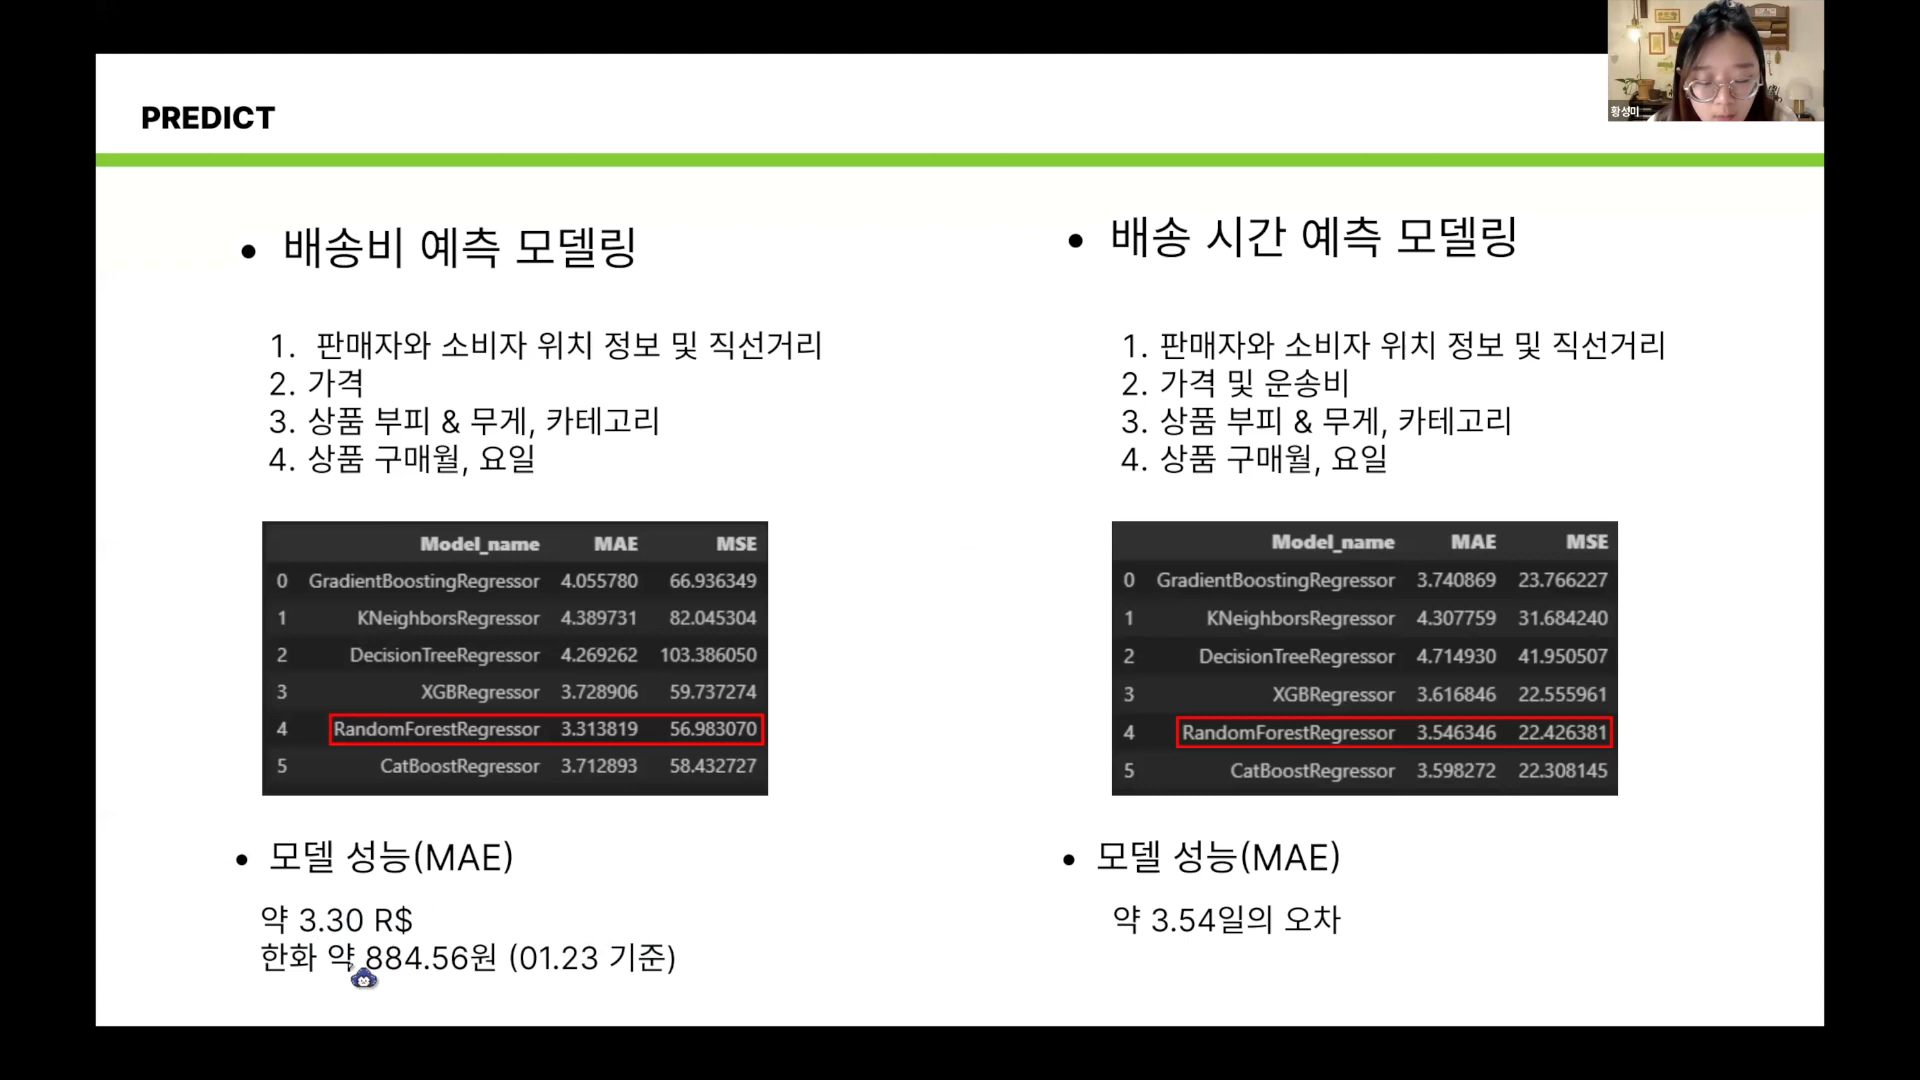 황성미
PREDICT
• 배송비 예측 모델링
1. 판매자와 소비자 위치 정보 및 직선거리
2. 가격
3. 상품 부피 & 무게, 카테고리
4. 상품 구매월, 요일
Model_name MAE MSE
0 GradientBoostingRegressor 4.055780 66.936349
1 KNeighborsRegressor 4.389731 82.045304
2 DecisionTreeRegressor 4.269262 103.386050
3 XGBRegressor 3.728906 59.737274
4 RandomForestRegressor 3.313819 56.983070
5 CatBoostRegressor 3.712893 58.432727
• 모델 성능(MAE)
약 3.30 R$
한화 약 884.56원 (01.23 기준)
• 배송 시간 예측 모델링
1. 판매자와 소비자 위치 정보 및 직선거리
2. 가격 및 운송비
3. 상품 부피 & 무게, 카테고리
4. 상품 구매월, 요일
Model_name MAE MSE
0 GradientBoostingRegressor 3.740869 23.766227
1 KNeighborsRegressor 4.307759 31.684240
2 DecisionTreeRegressor 4.714930 41.950507
3 XGBRegressor 3.616846 22.555961
4 RandomForestRegressor 3.546346 22.426381
5 CatBoostRegressor 3.598272 22.308145
• 모델 성능(MAE)
약 3.54일의 오차